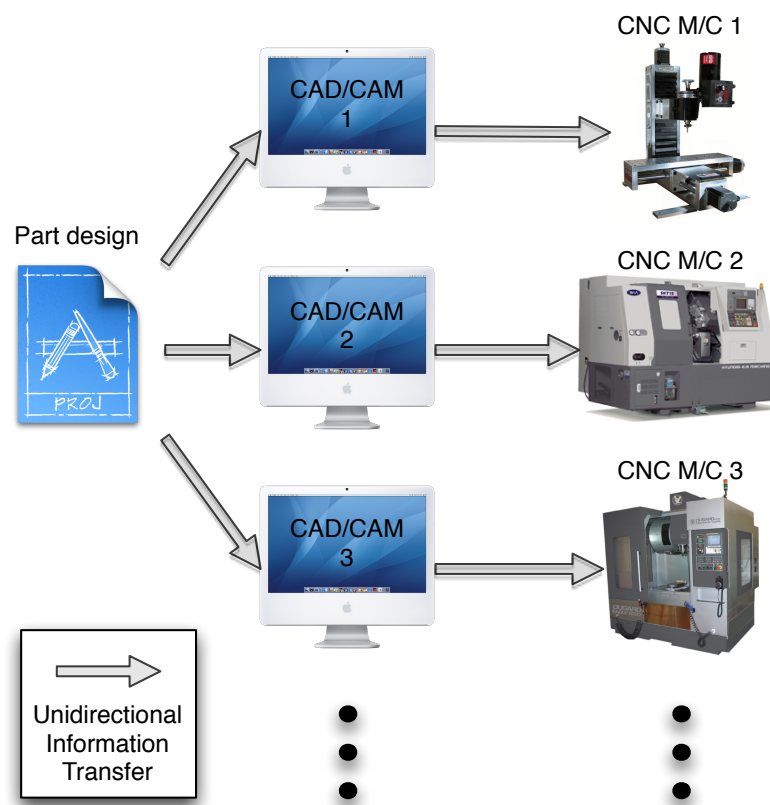 CNC M/C 1
CAD/CAM
1
Part design
CNC M/C 2
CAD/CAM
2
PROJ
CNC M/C 3
CAD/CAM
3
DUGARD
Unidirectional
Information
Transfer